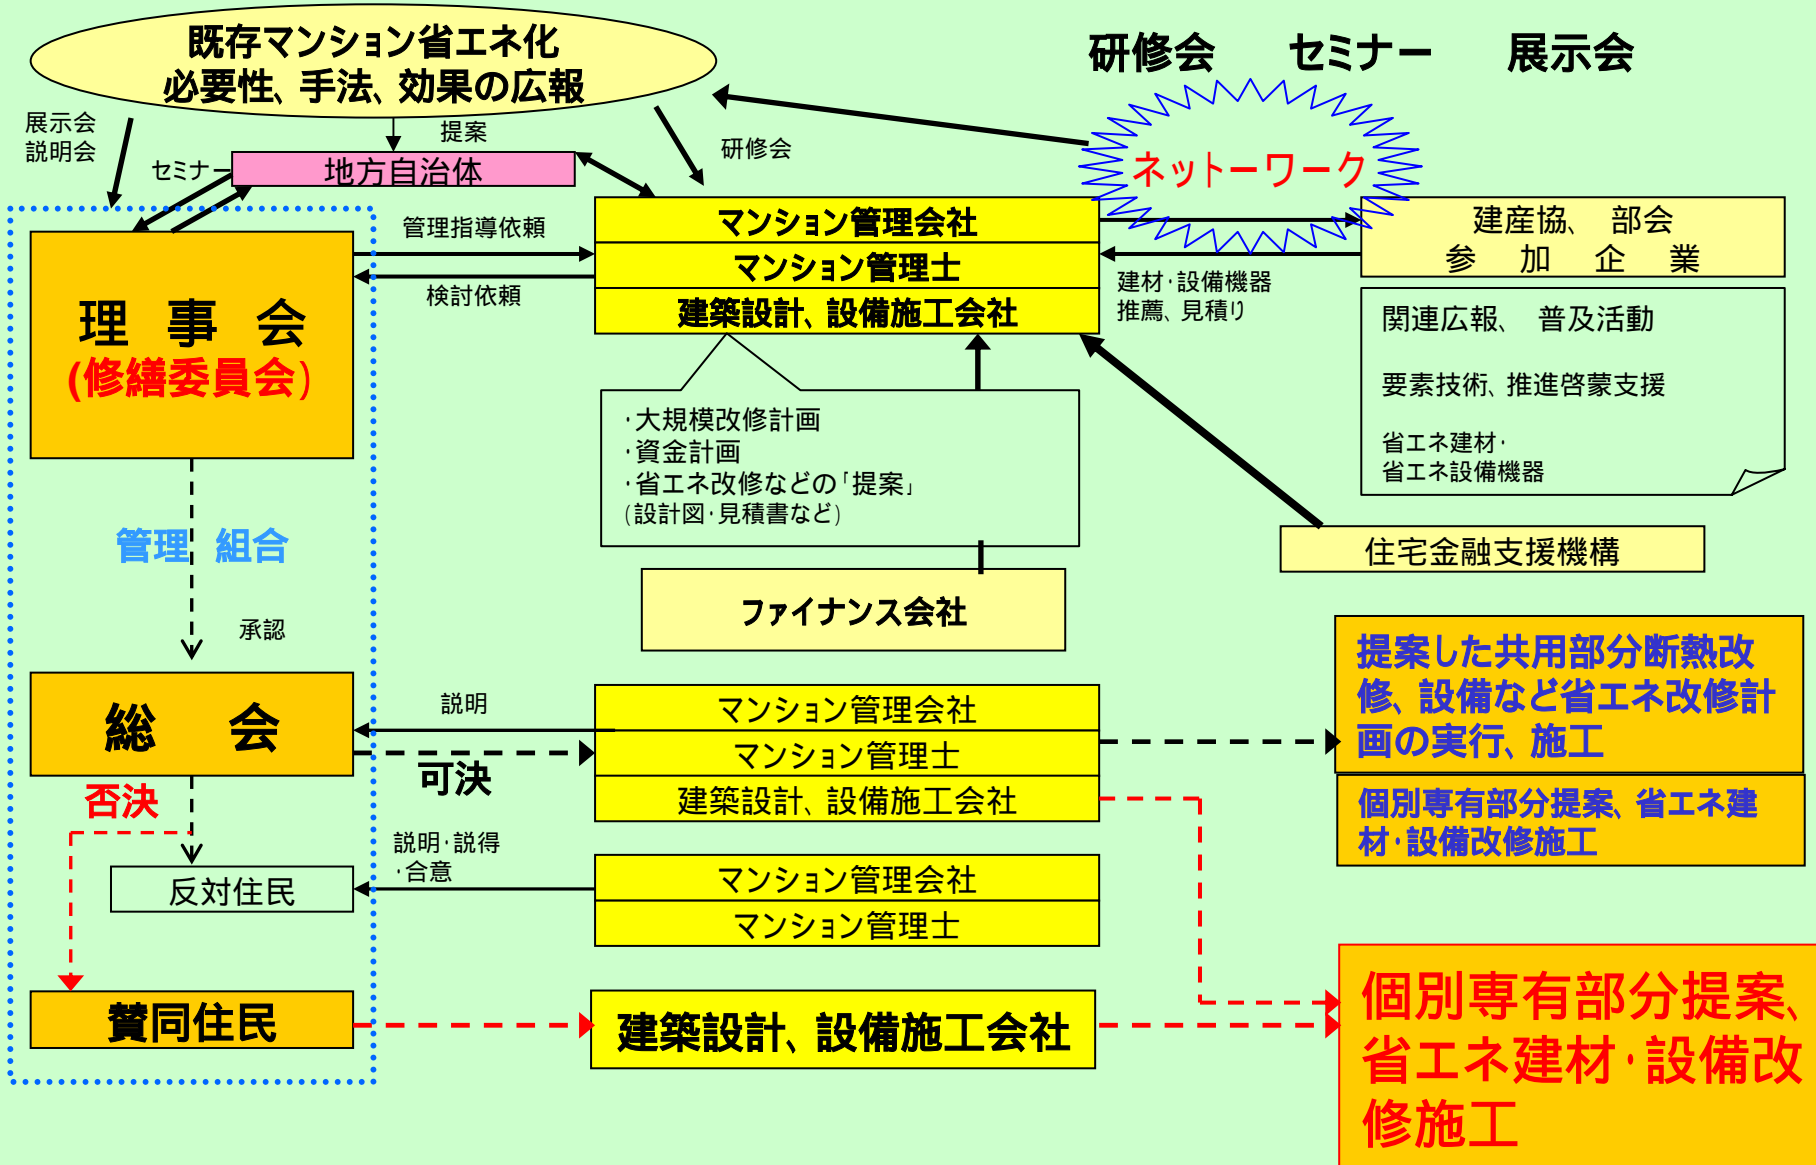 既存マンション省エネ化
必要性、手法、効果の広報
研修会 セミナー 展示会
展示会
説明会
提案
研修会
セミナー
地方自治体
ネットーワーク
管理指導依頼
検討依頼
マンション管理会社
マンション管理士
建築設計、設備施工会社
建材・設備機器
推薦、見積り
建産協、 部会
参 加 企 業
関連広報、 普及活動
要素技術、推進啓蒙支援
省エネ建材・
省エネ設備機器
理 事 会
(修繕委員会)
・大規模改修計画
・資金計画
・省エネ改修などの「提案」
(設計図・見積書など)
管理 組合
住宅金融支援機構
ファイナンス会社
承認
総 会
説明
可決
否決
マンション管理会社
マンション管理士
建築設計、設備施工会社
提案した共用部分断熱改
修、設備など省エネ改修計
画の実行、施工
個別専有部分提案、省エネ建
材・設備改修施工
説明・説得
・合意
反対住民
マンション管理会社
マンション管理士
賛同住民
建築設計、設備施工会社
個別専有部分提案、
省エネ建材・設備改
修施工